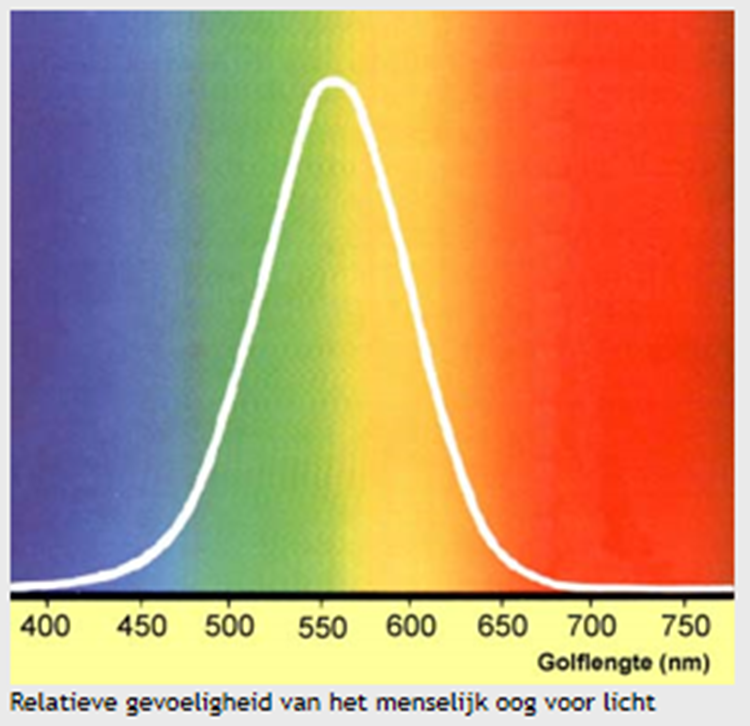 400 450 500 550 600 650 700 750
Golflengte (nm)
Relatieve gevoeligheid van het menselijk oog voor licht